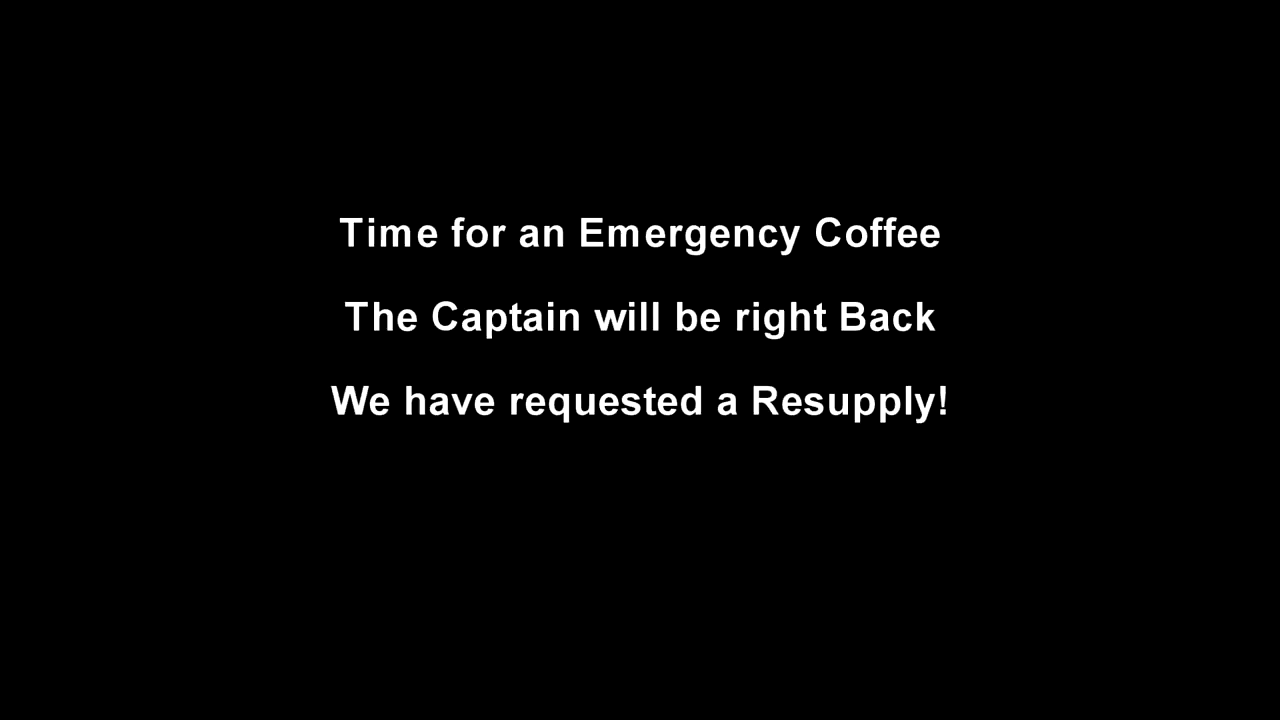 Time for an Emergency Coffee
The Captain will be right Back
We have requested a Resupply!